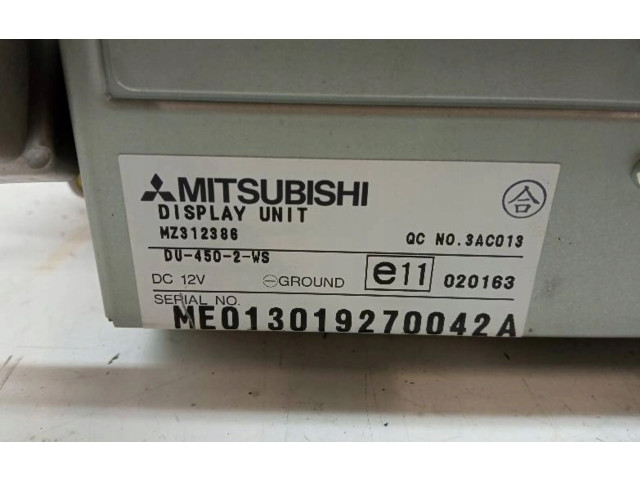 MITSUBISHI
DISPLAY UNIT
合
MZ312386 QC NO.3AC013
DU-450-2-WS
DC 12V ⊖GROUND e11 020163
SERIAL NO.
ME013019270042A